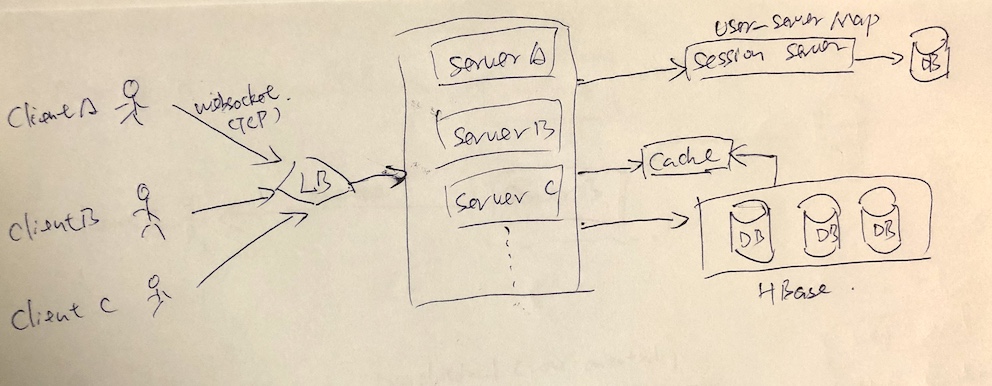 Client A
websocket.
(TCP)
Client B
Client C
LB
Server A
Server B
Server C
User-server Map
Session server
DB
Cache
DB
DB
DB
HBase.